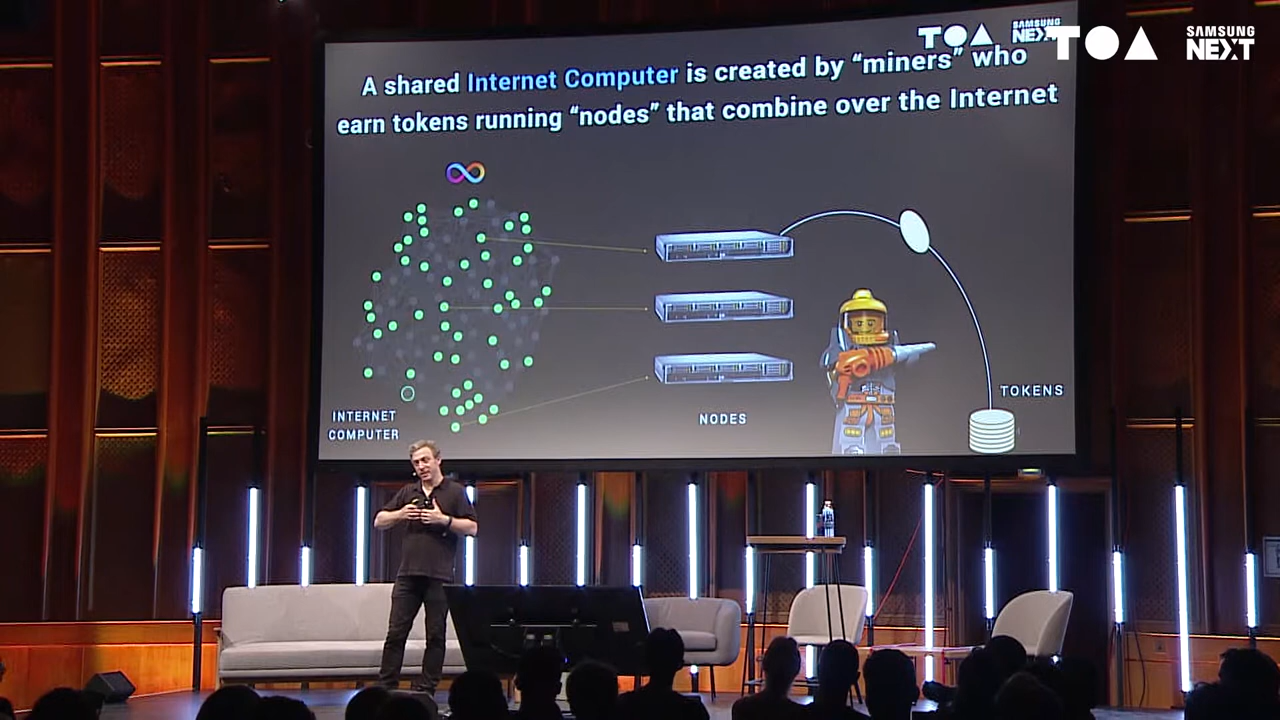 TOA SAMSUNG NEXT
TOA SAMSUNG NEXT
A shared Internet Computer is created by “miners” who
earn tokens running “nodes” that combine over the Internet
INTERNET
COMPUTER
NODES
TOKENS